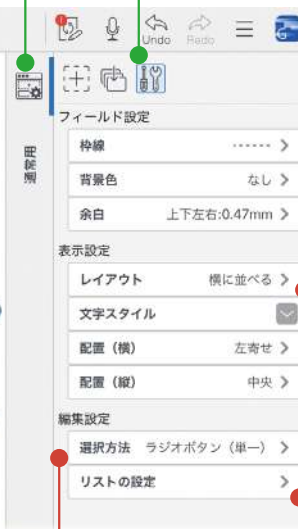 Undo
Redo
フィールド設定
枠線 ------
背景色 なし
余白 上下左右:0.47mm
表示設定
レイアウト 横に並べる
文字スタイル
配置（横） 左寄せ
配置（縦） 中央
編集設定
選択方法 ラジオボタン（単一）
リストの設定